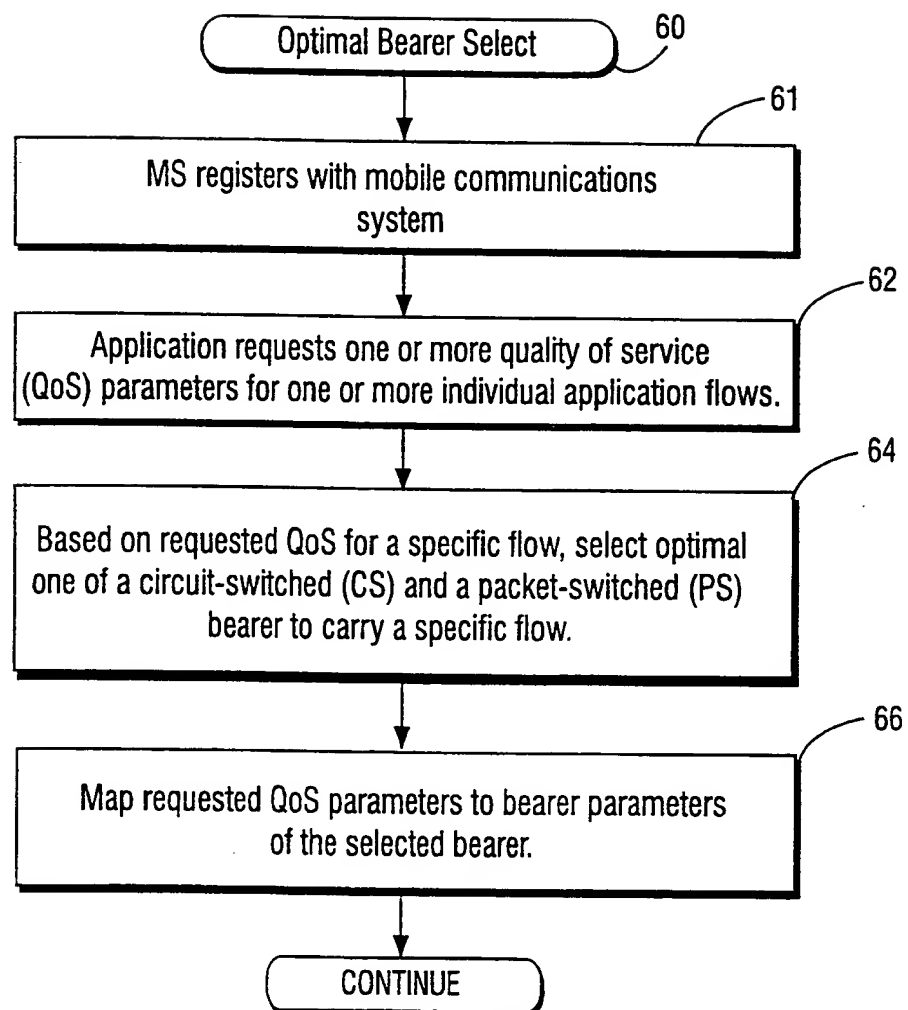 Optimal Bearer Select
60
61
MS registers with mobile communications
system
62
Application requests one or more quality of service
(QoS) parameters for one or more individual application flows.
64
Based on requested QoS for a specific flow, select optimal
one of a circuit-switched (CS) and a packet-switched (PS)
bearer to carry a specific flow.
66
Map requested QoS parameters to bearer parameters
of the selected bearer.
CONTINUE